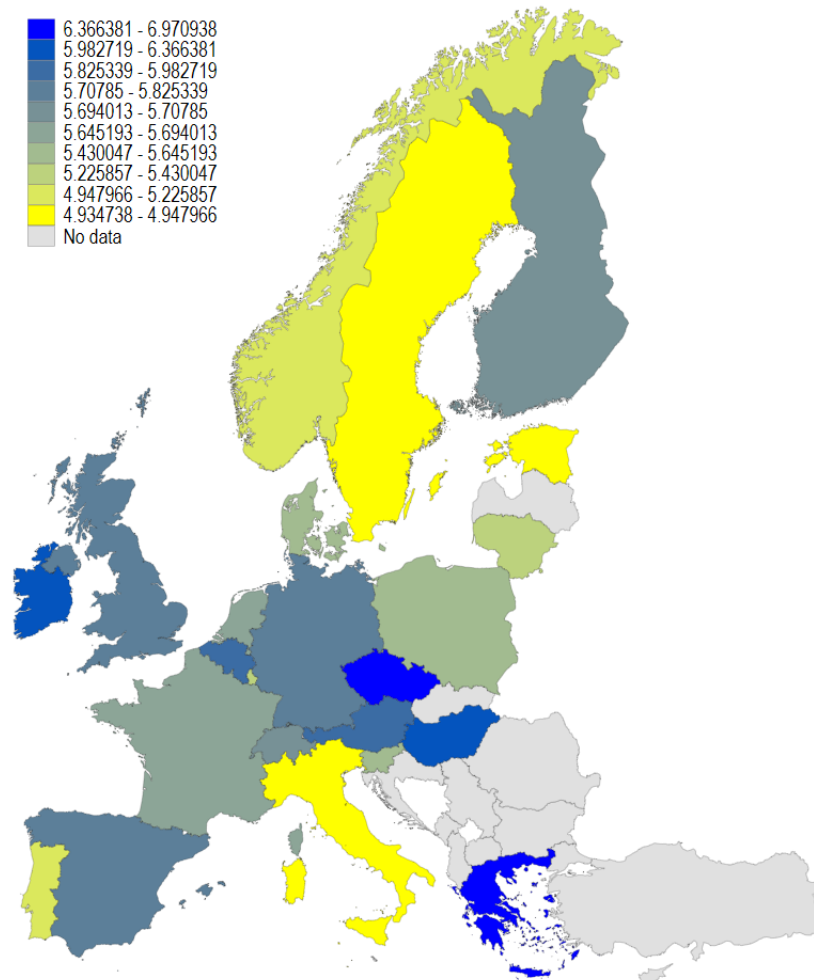 6.366381 - 6.970938
5.982719 - 6.366381
5.825339 - 5.982719
5.70785 - 5.825339
5.694013 - 5.70785
5.645193 - 5.694013
5.430047 - 5.645193
5.225857 - 5.430047
4.947966 - 5.225857
4.934738 - 4.947966
No data